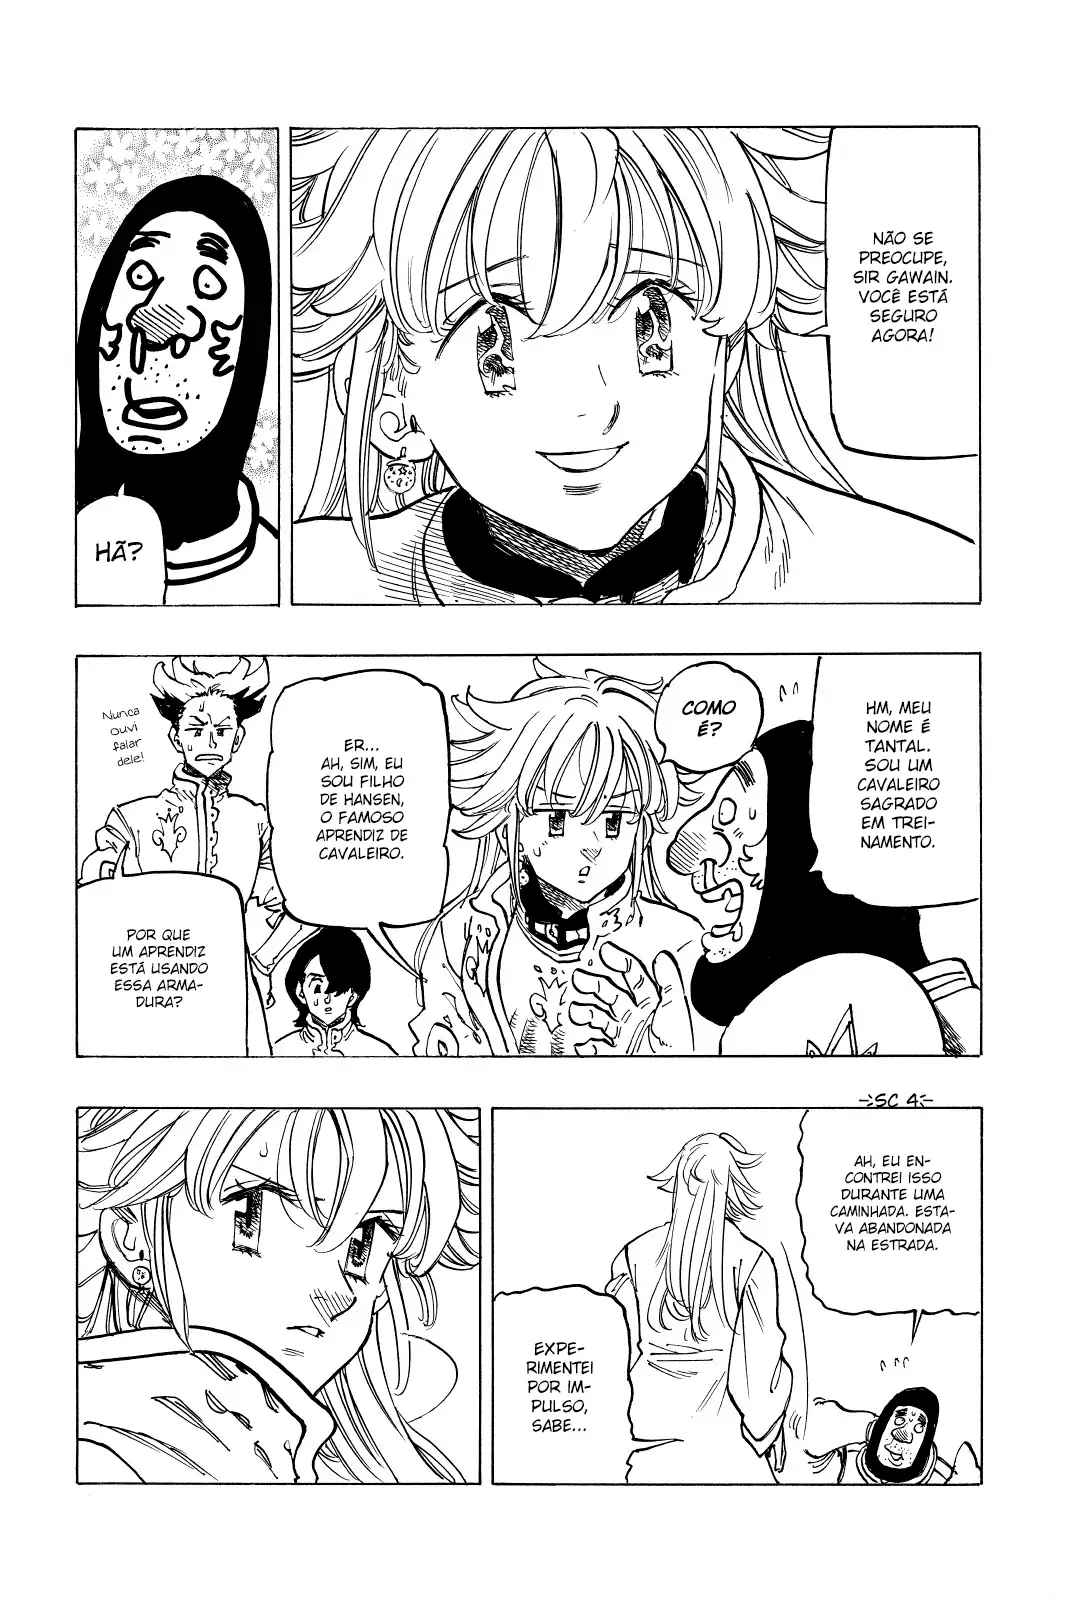 NÃO SE
PREOCUPE,
SIR GAWAIN.
VOCÊ ESTÁ
SEGURO
AGORA!
HÃ?
HM, MEU
NOME É
TANTAL.
SOU UM
CAVALEIRO
SAGRADO
EM TREI-
NAMENTO.
COMO
É?
ER...
AH, SIM, EU
SOU FILHO
DE HANSEN,
O FAMOSO
APRENDIZ DE
CAVALEIRO.
Nunca
ouvi
falar
dele!
POR QUE
UM APRENDIZ
ESTÁ USANDO
ESSA ARMA-
DURA?
SC 4
AH, EU EN-
CONTREI ISSO
DURANTE UMA
CAMINHADA. ESTA-
VA ABANDONADA
NA ESTRADA.
EXPE-
RIMENTEI
POR IM-
PULSO,
SABE...